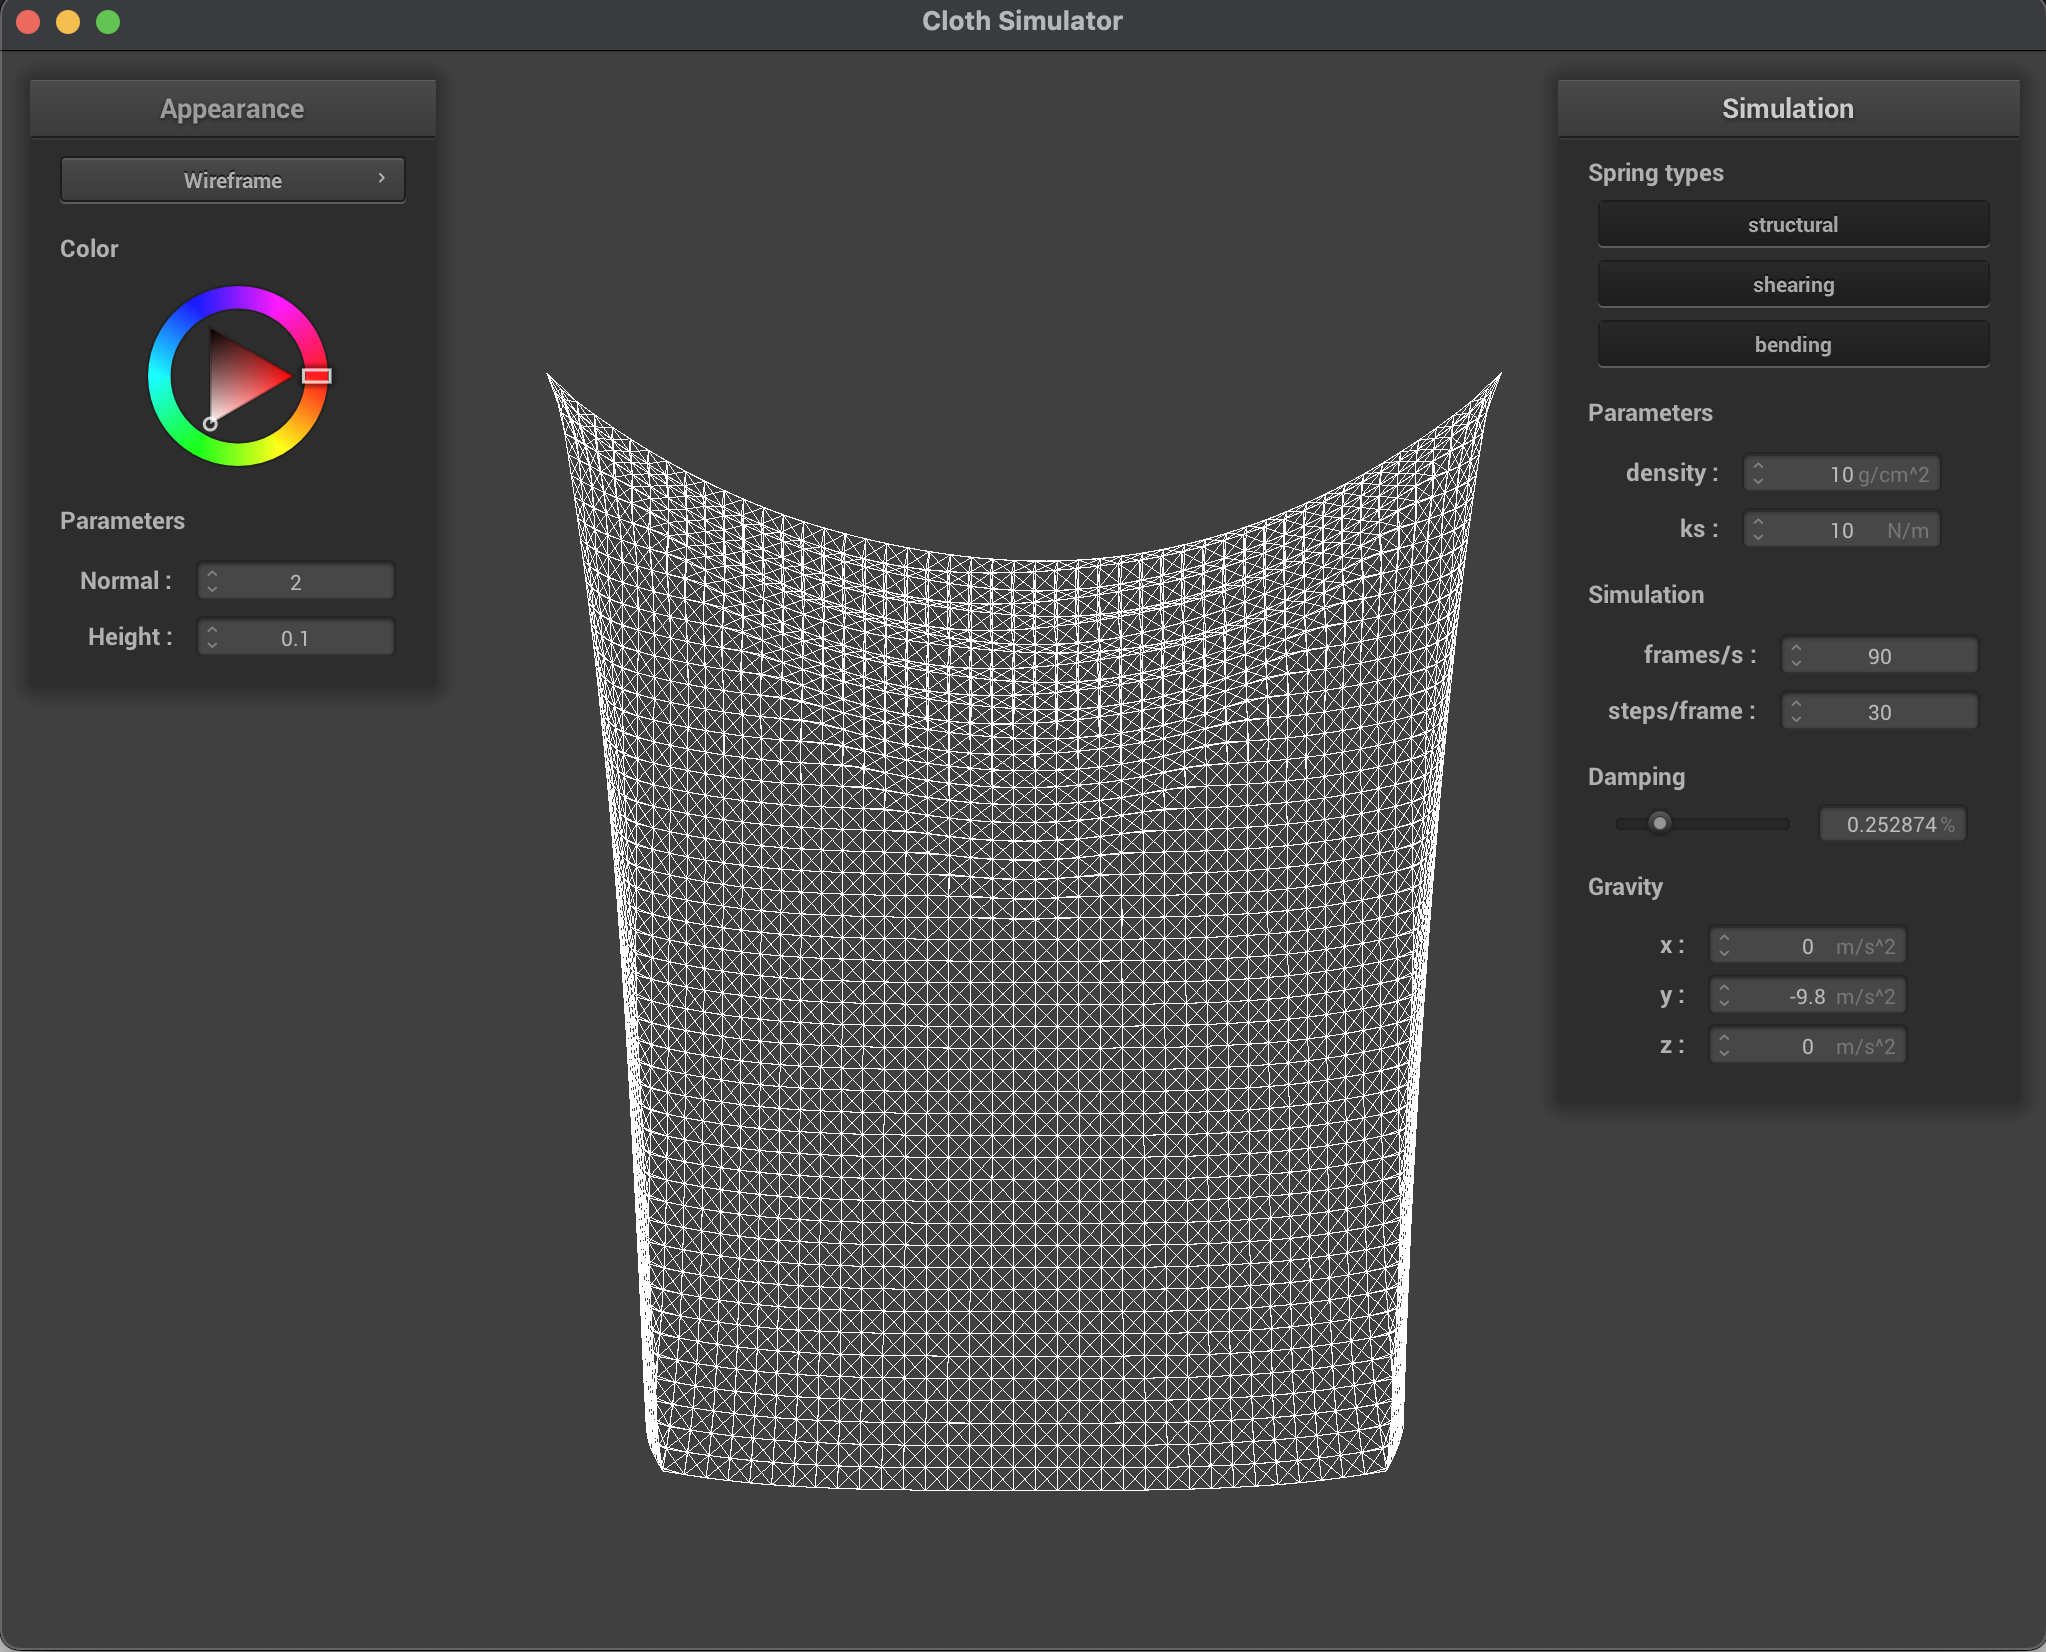 Cloth Simulator
Appearance
Wireframe
Color
Parameters
Normal : 2
Height : 0.1
Simulation
Spring types
structural
shearing
bending
Parameters
density : 10 g/cm^2
ks : 10 N/m
Simulation
frames/s : 90
steps/frame : 30
Damping
0.252874 %
Gravity
x : 0 m/s^2
y : -9.8 m/s^2
z : 0 m/s^2